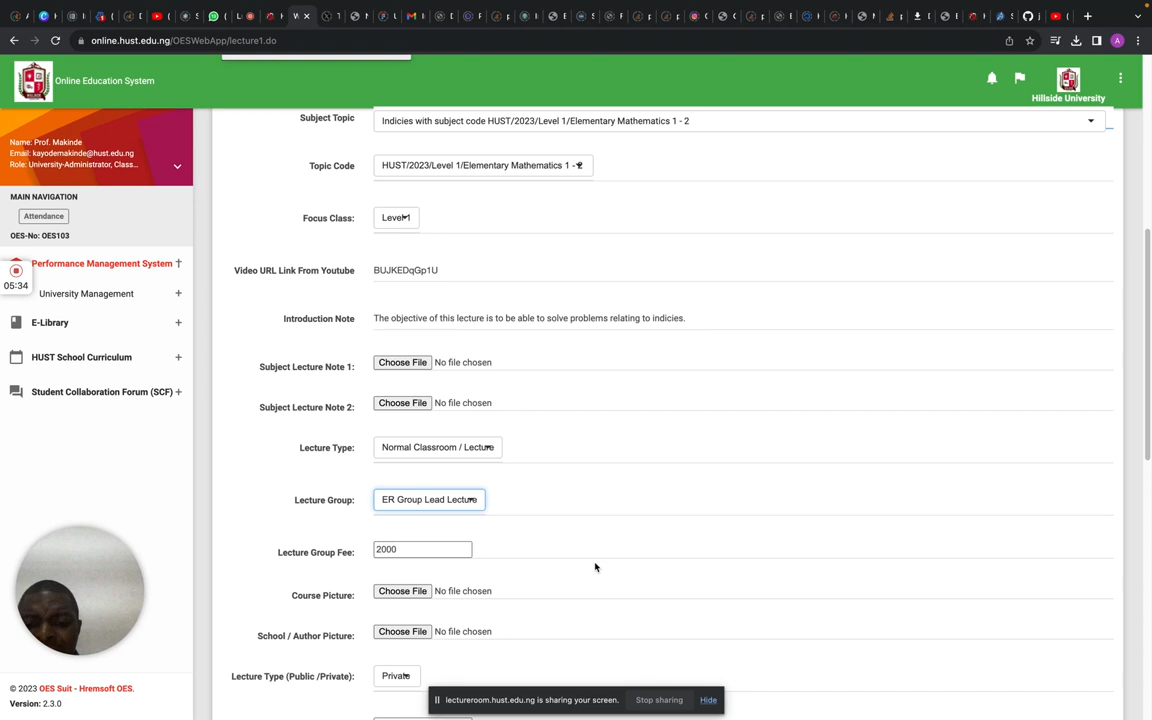 online.hust.edu.ng/OESWebApp/lecture1.do
Online Education System
Hillside University
Name: Prof. Makinde
Email: kayodemakinde@hust.edu.ng
Role: University-Administrator, Class...
MAIN NAVIGATION
Attendance
OES-No: OES103
Performance Management System
05:34
University Management
E-Library
HUST School Curriculum
Student Collaboration Forum (SCF)
© 2023 OES Suit - Hremsoft OES.
Version: 2.3.0
Subject Topic
Indicies with subject code HUST/2023/Level 1/Elementary Mathematics 1 - 2
Topic Code
HUST/2023/Level 1/Elementary Mathematics 1 - 2
Focus Class:
Level 1
Video URL Link From Youtube
BUJKEDqGp1U
Introduction Note
The objective of this lecture is to be able to solve problems relating to indicies.
Subject Lecture Note 1:
Choose File No file chosen
Subject Lecture Note 2:
Choose File No file chosen
Lecture Type:
Normal Classroom / Lecture
Lecture Group:
ER Group Lead Lecture
Lecture Group Fee:
2000
Course Picture:
Choose File No file chosen
School / Author Picture:
Choose File No file chosen
Lecture Type (Public /Private):
Private
lectureroom.hust.edu.ng is sharing your screen.
Stop sharing
Hide